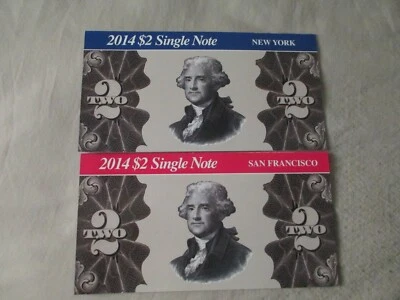 2014 $2 Single Note NEW YORK
2 TWO 2 TWO
2014 $2 Single Note SAN FRANCISCO
2 TWO 2 TWO